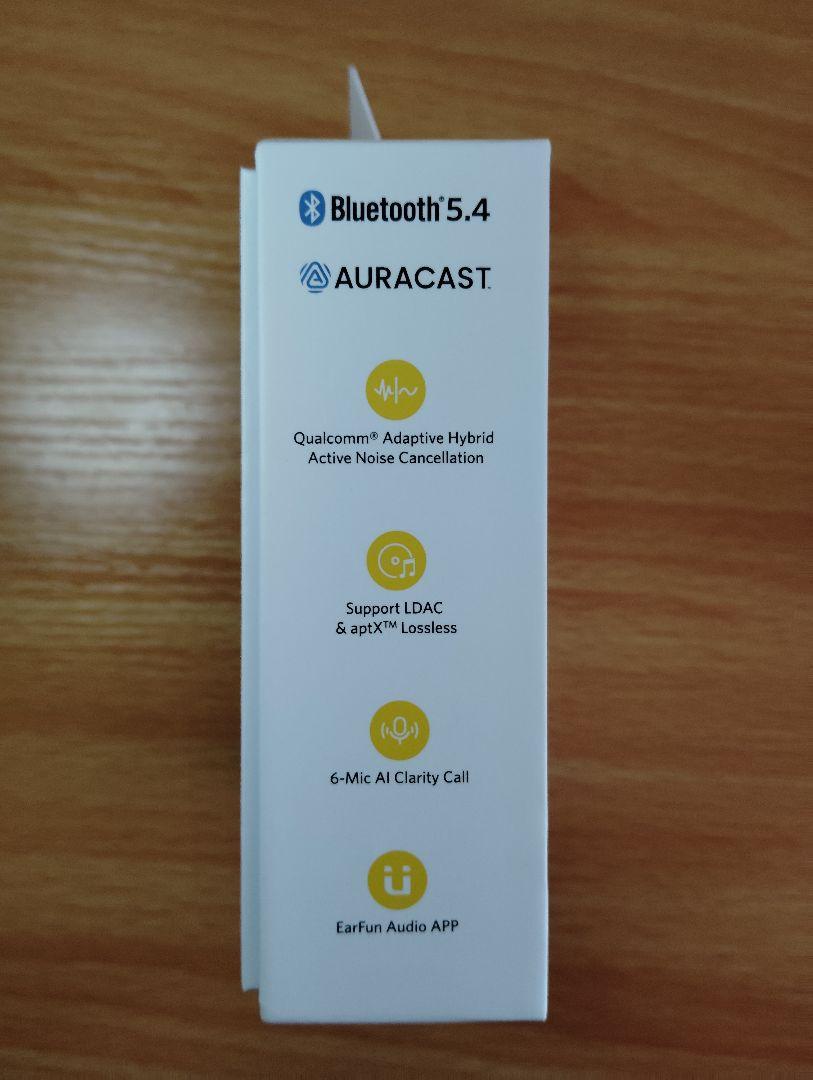 Bluetooth® 5.4
AURACAST™
Qualcomm® Adaptive Hybrid
Active Noise Cancellation
Support LDAC
& aptX™ Lossless
6-Mic AI Clarity Call
EarFun Audio APP